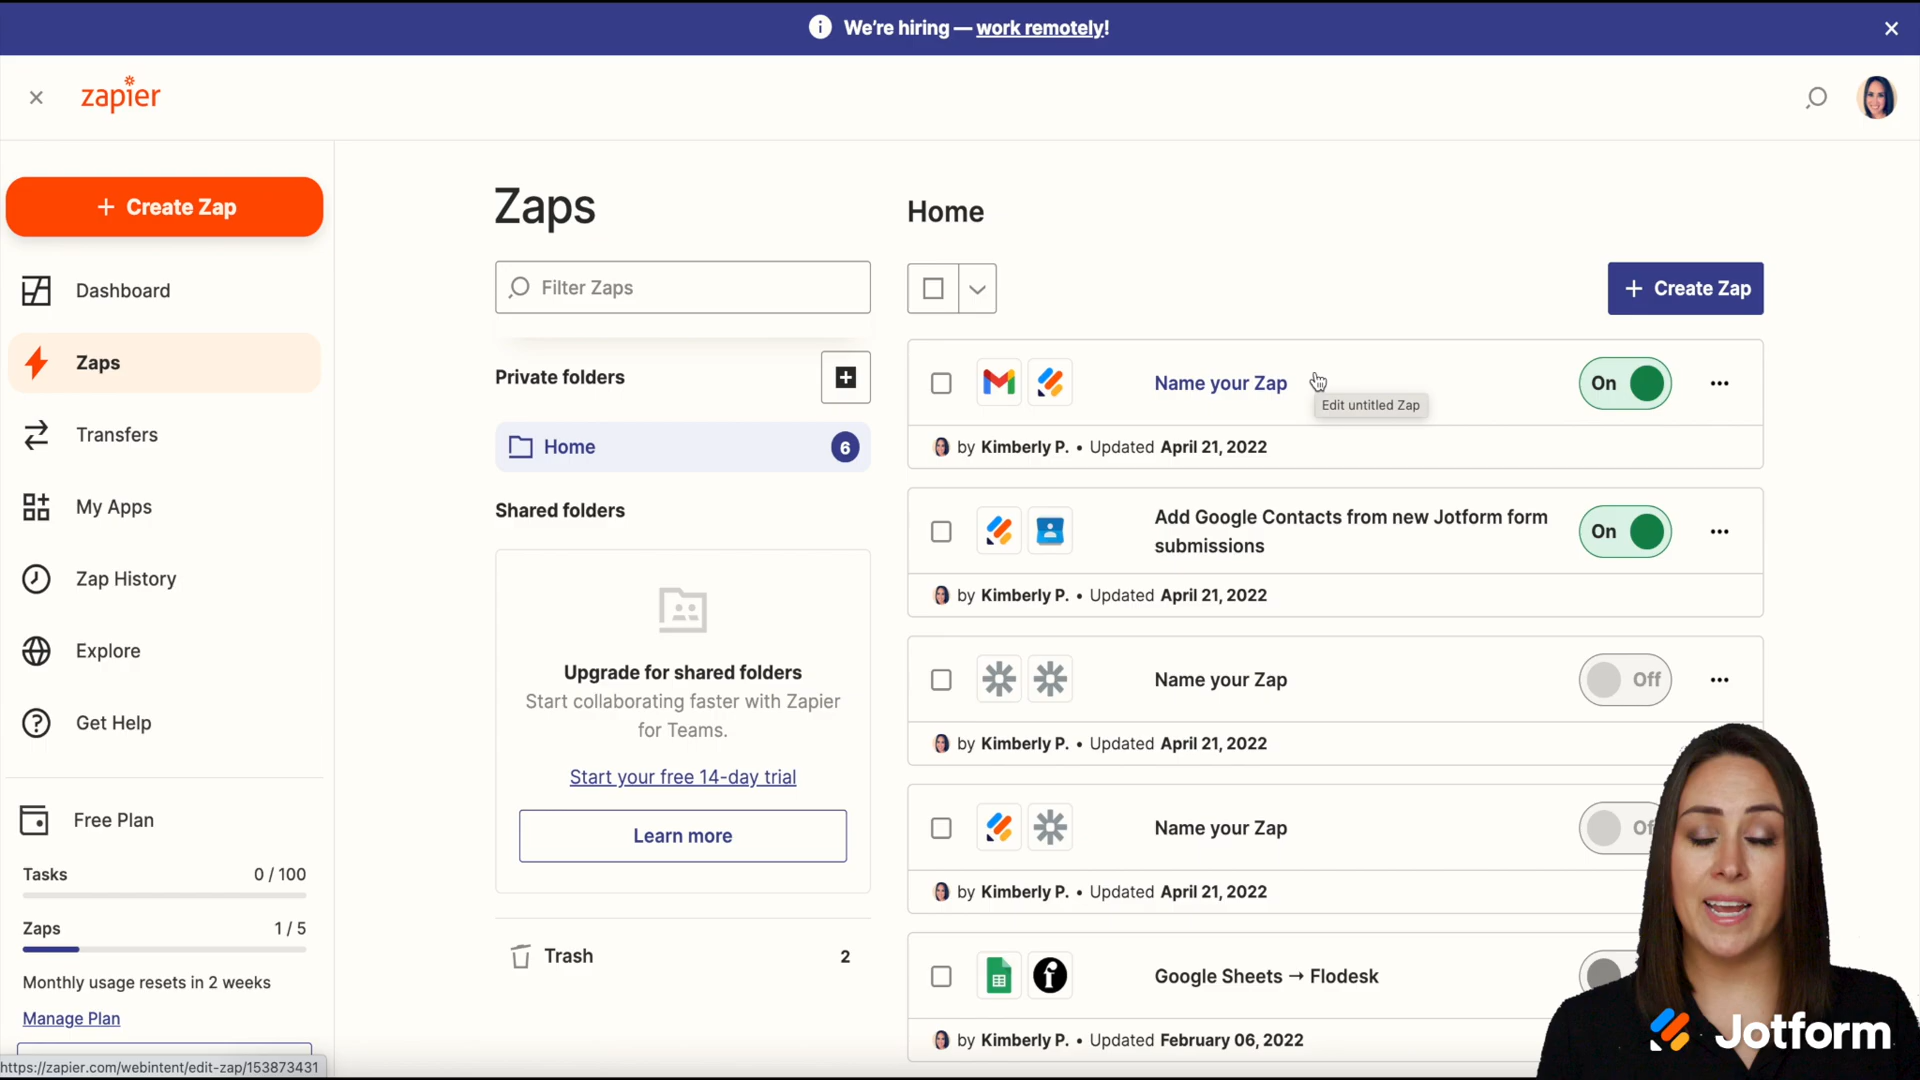 We're hiring — work remotely!
zapier
+ Create Zap
Dashboard
Zaps
Transfers
My Apps
Zap History
Explore
Get Help
Free Plan
Tasks 0 / 100
Zaps 1 / 5
Monthly usage resets in 2 weeks
Manage Plan
https://zapier.com/webintent/edit-zap/153873431
Zaps
Filter Zaps
Private folders
Home 6
Shared folders
Upgrade for shared folders
Start collaborating faster with Zapier
for Teams.
Start your free 14-day trial
Learn more
Trash 2
Home
+ Create Zap
Name your Zap
On
Edit untitled Zap
by Kimberly P. • Updated April 21, 2022
Add Google Contacts from new Jotform form
submissions
On
by Kimberly P. • Updated April 21, 2022
Name your Zap
Off
by Kimberly P. • Updated April 21, 2022
Name your Zap
by Kimberly P. • Updated April 21, 2022
Google Sheets → Flodesk
by Kimberly P. • Updated February 06, 2022
Jotform